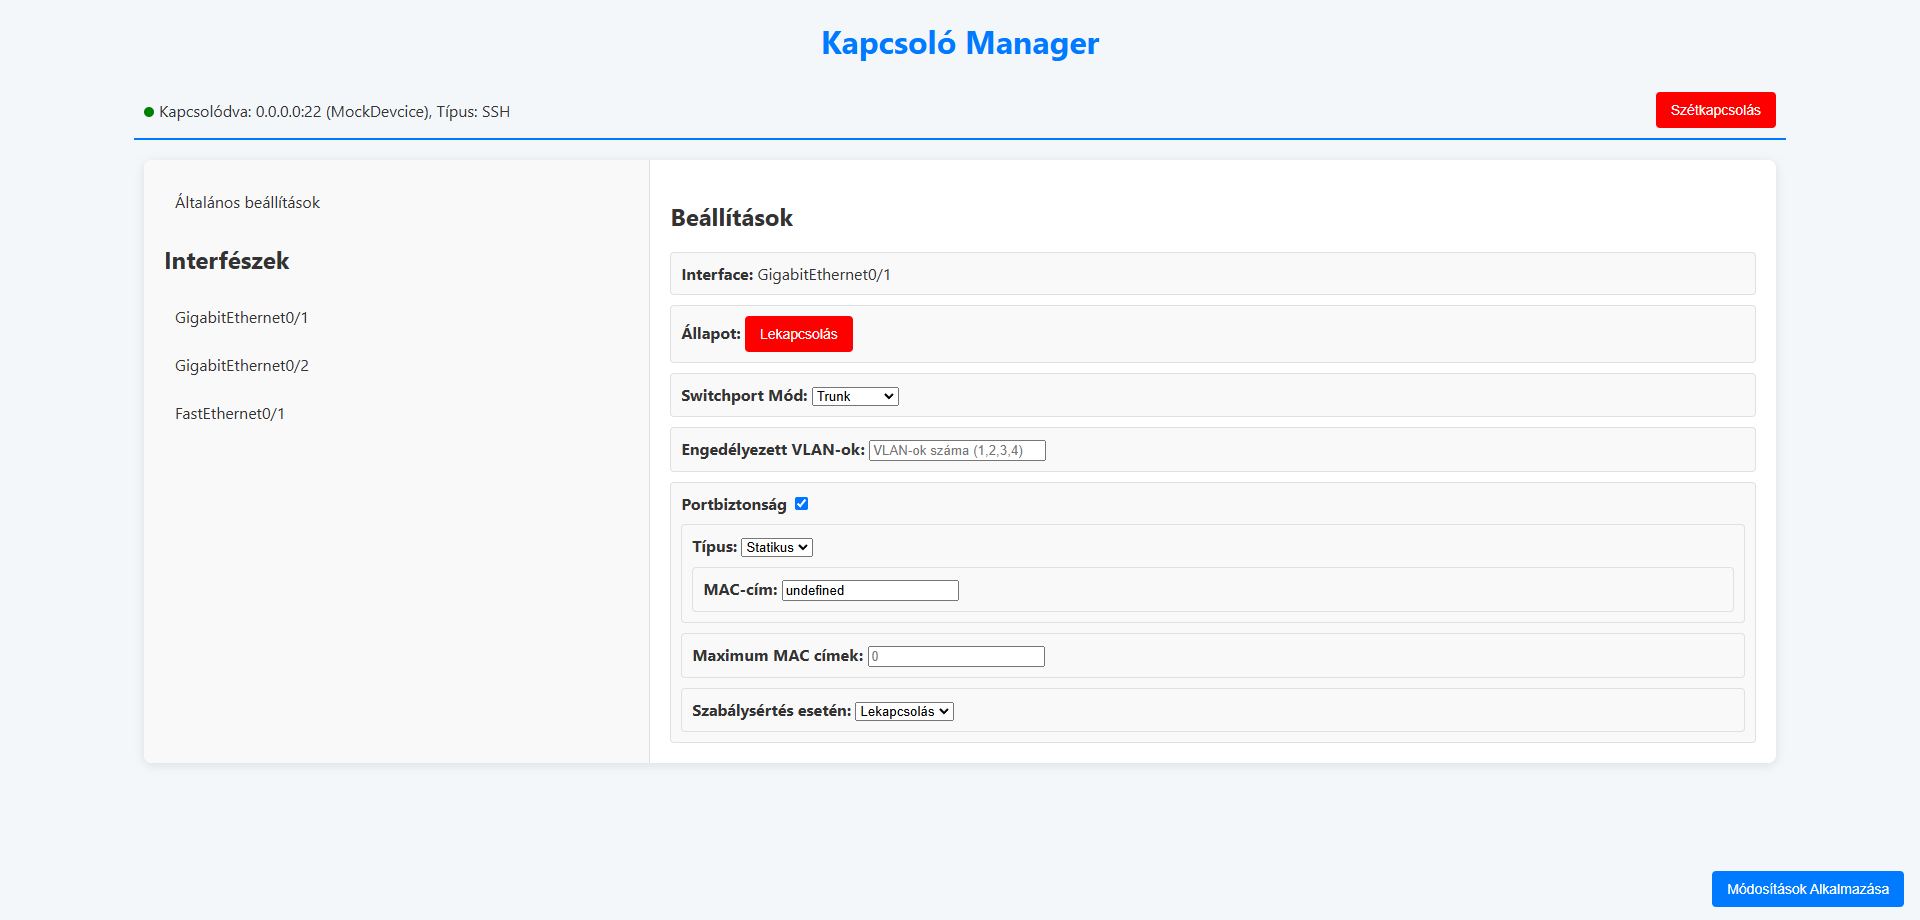 Kapcsoló Manager
Kapcsolódva: 0.0.0.0:22 (MockDevcice), Típus: SSH
Szétkapcsolás
Általános beállítások
Interfészek
GigabitEthernet0/1
GigabitEthernet0/2
FastEthernet0/1
Beállítások
Interface: GigabitEthernet0/1
Állapot: Lekapcsolás
Switchport Mód: Trunk
Engedélyezett VLAN-ok: VLAN-ok száma (1,2,3,4)
Portbiztonság
Típus: Statikus
MAC-cím: undefined
Maximum MAC címek: 0
Szabálysértés esetén: Lekapcsolás
Módosítások Alkalmazása